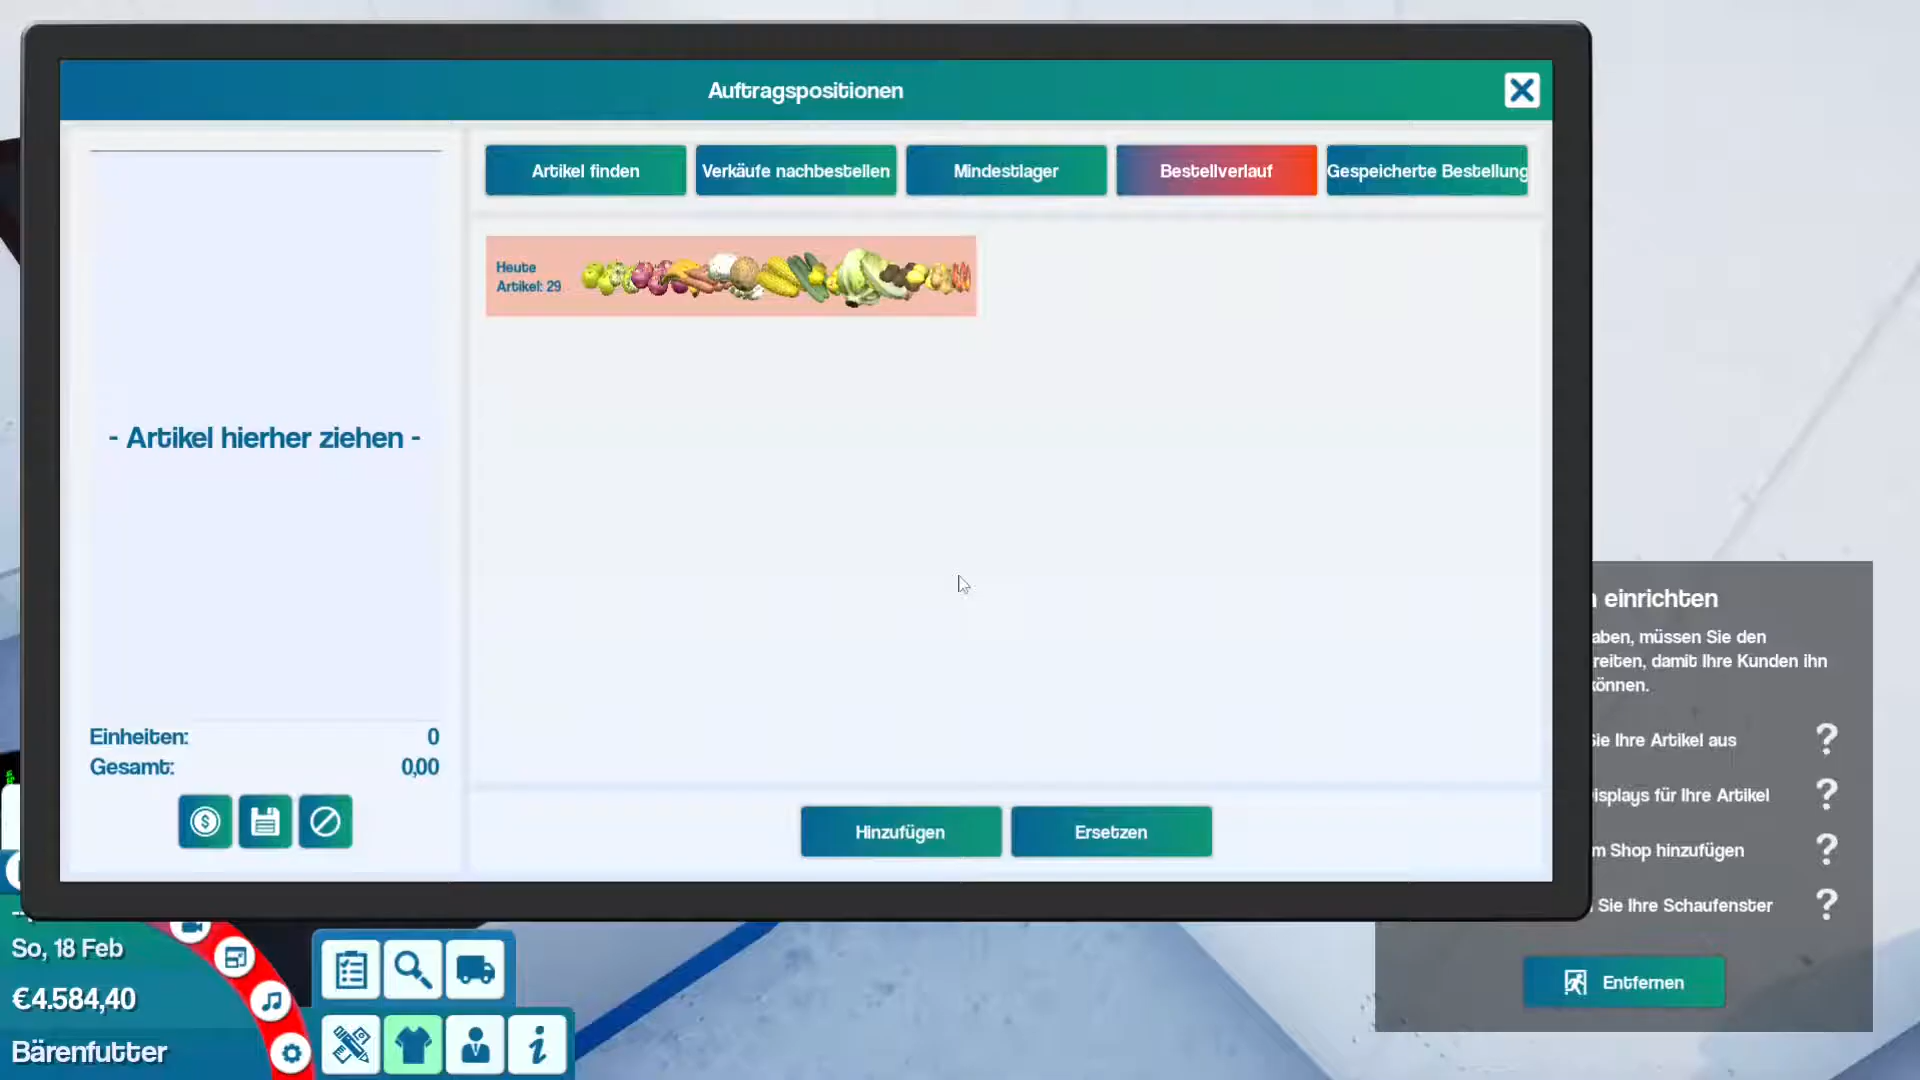 Auftragspositionen
Artikel finden
Verkäufe nachbestellen
Mindestlager
Bestellverlauf
Gespeicherte Bestellung
Heute
Artikel: 29
- Artikel hierher ziehen -
Einheiten: 0
Gesamt: 0,00
Hinzufügen
Ersetzen
einrichten
aben, müssen Sie den
reiten, damit Ihre Kunden ihn
können.
Sie Ihre Artikel aus
isplays für Ihre Artikel
m Shop hinzufügen
Sie Ihre Schaufenster
Entfernen
So, 18 Feb
€4.584,40
Bärenfutter